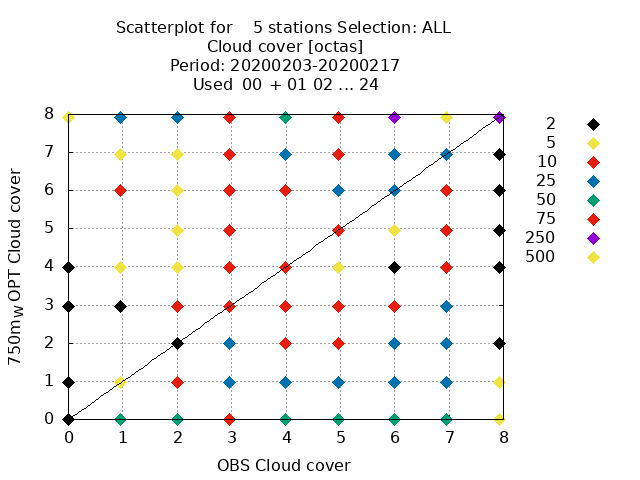 Scatterplot for    5 stations Selection: ALL
Cloud cover [octas]
Period: 20200203-20200217
Used  00  + 01 02 ... 24
750mW OPT Cloud cover
8
7
6
5
4
3
2
1
0
0 1 2 3 4 5 6 7 8
OBS Cloud cover
2
5
10
25
50
75
250
500